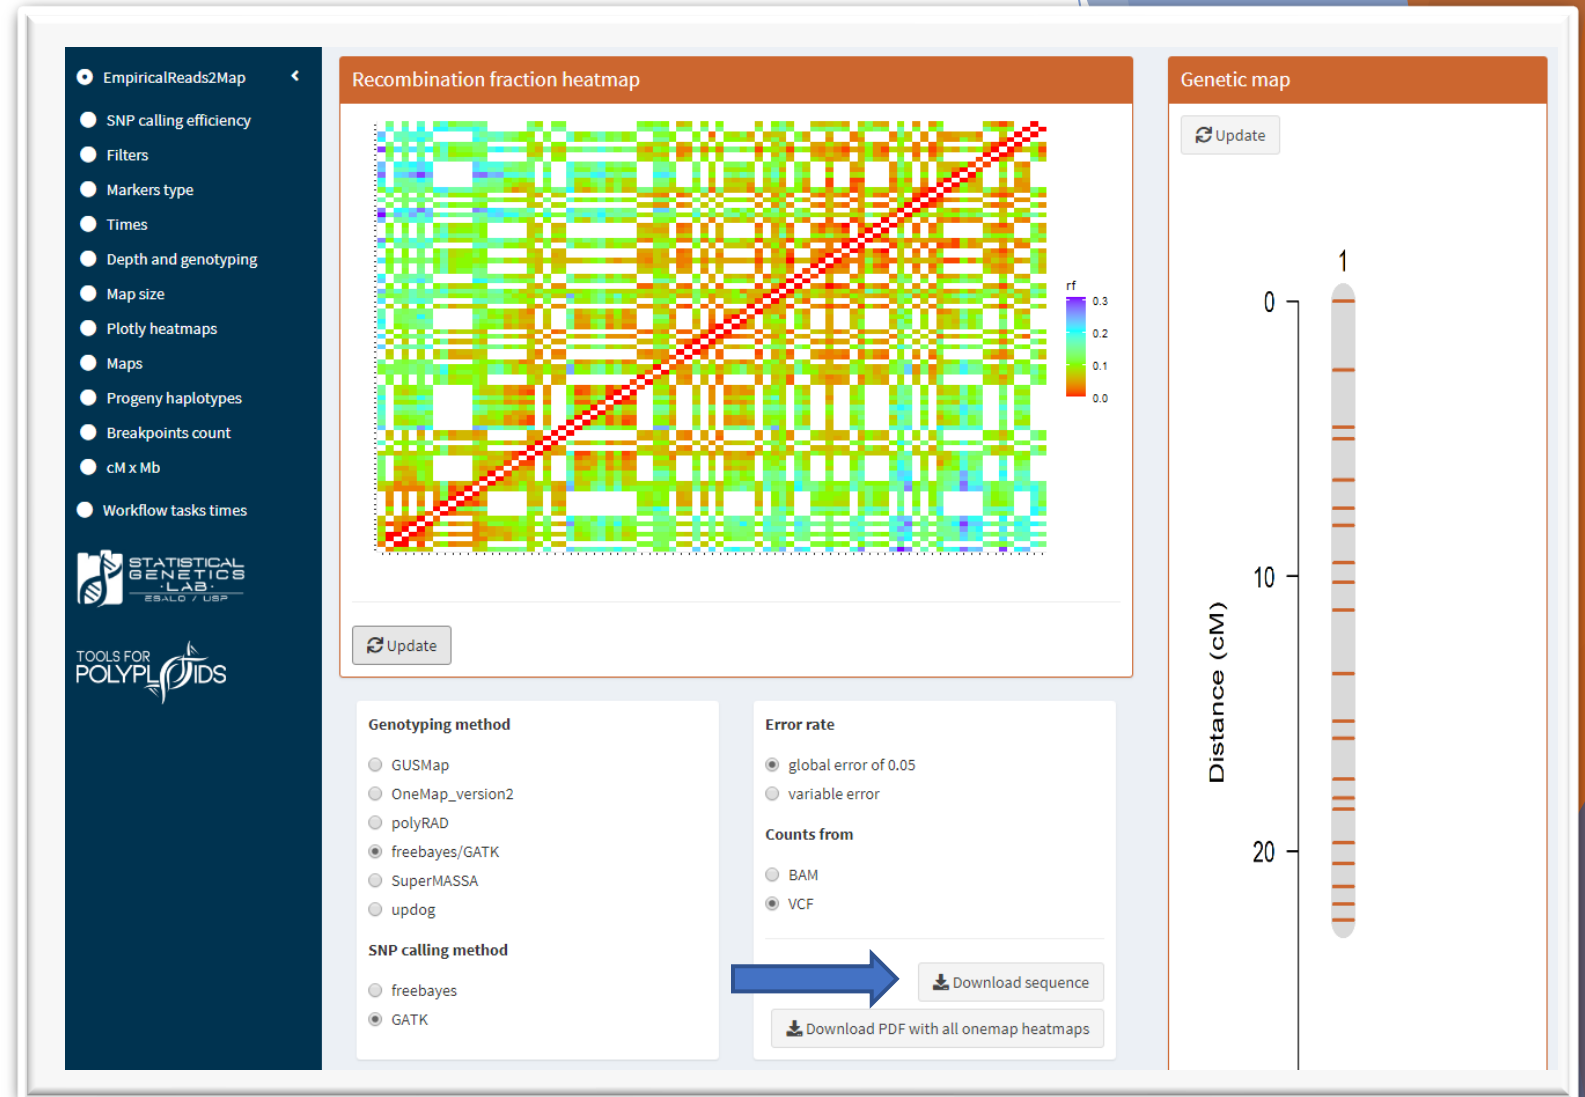 EmpiricalReads2Map
SNP calling efficiency
Filters
Markers type
Times
Depth and genotyping
Map size
Plotly heatmaps
Maps
Progeny haplotypes
Breakpoints count
cM x Mb
Workflow tasks times
STATISTICAL
GENETICS
·LAB·
ESALQ / USP
TOOLS FOR
POLYPLOIDS
Recombination fraction heatmap
rf
0.3
0.2
0.1
0.0
Update
Genotyping method
GUSMap
OneMap_version2
polyRAD
freebayes/GATK
SuperMASSA
updog
SNP calling method
freebayes
GATK
Error rate
global error of 0.05
variable error
Counts from
BAM
VCF
Download sequence
Download PDF with all onemap heatmaps
Genetic map
Update
1
0
10
20
Distance (cM)